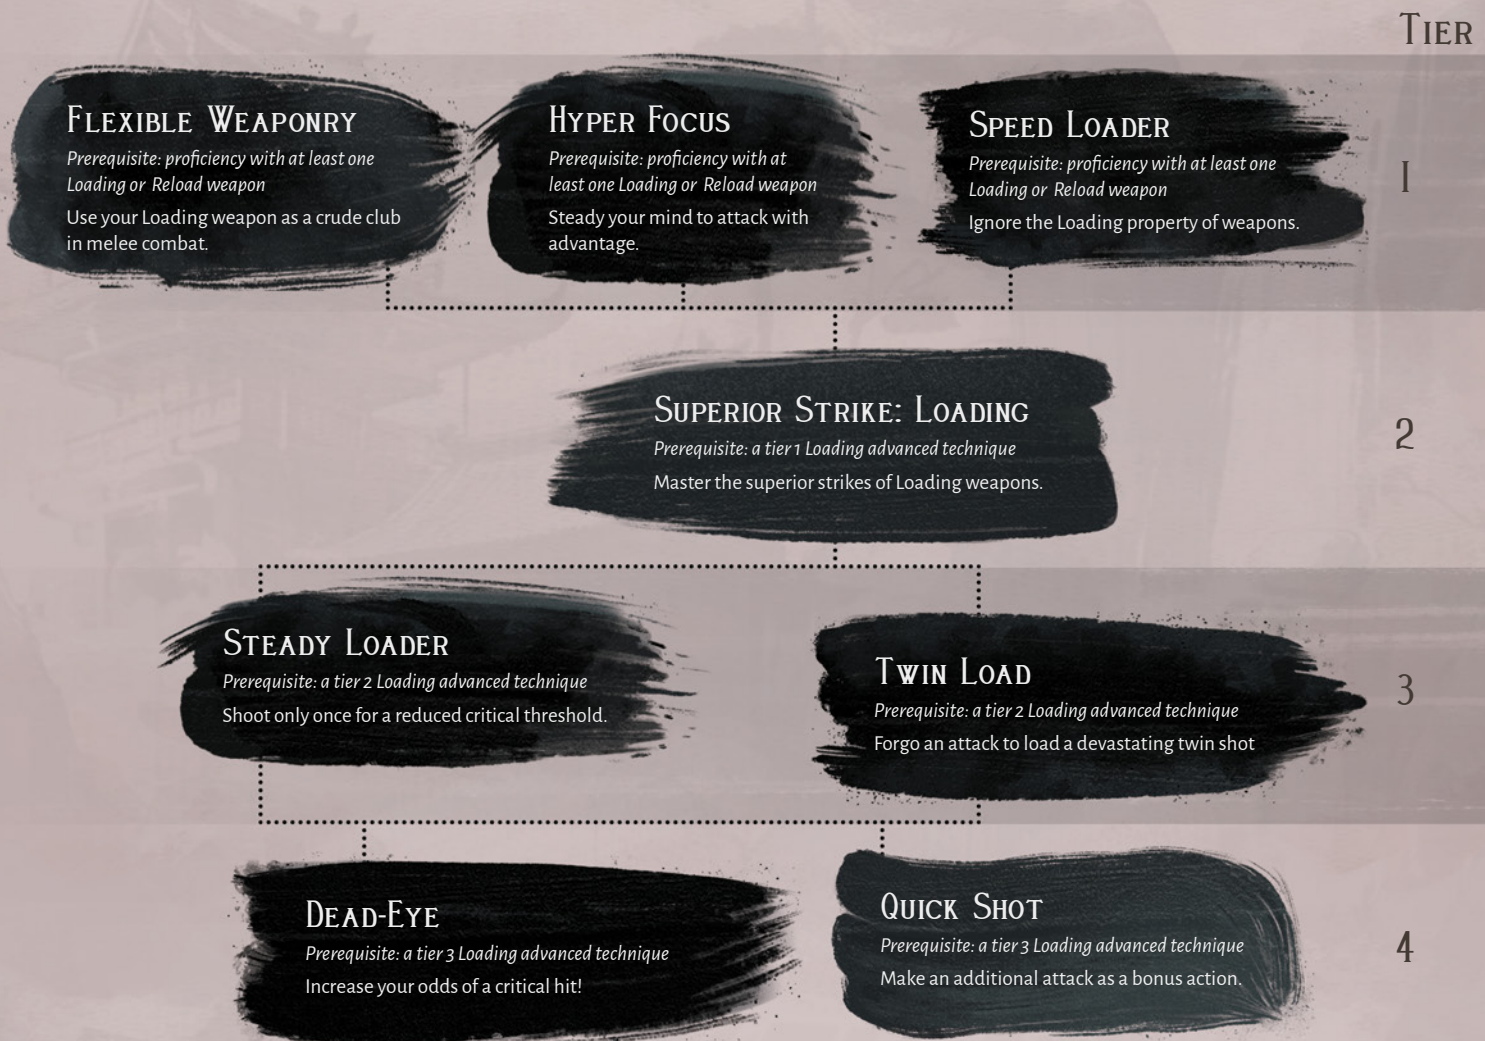 Tier
Flexible Weaponry
Prerequisite: proficiency with at least one
Loading or Reload weapon
Use your Loading weapon as a crude club
in melee combat.
Hyper Focus
Prerequisite: proficiency with at
least one Loading or Reload weapon
Steady your mind to attack with
advantage.
Speed Loader
Prerequisite: proficiency with at least one
Loading or Reload weapon
Ignore the Loading property of weapons.
1
Superior Strike: Loading
Prerequisite: a tier 1 Loading advanced technique
Master the superior strikes of Loading weapons.
2
Steady Loader
Prerequisite: a tier 2 Loading advanced technique
Shoot only once for a reduced critical threshold.
Twin Load
Prerequisite: a tier 2 Loading advanced technique
Forgo an attack to load a devastating twin shot
3
Dead-Eye
Prerequisite: a tier 3 Loading advanced technique
Increase your odds of a critical hit!
Quick Shot
Prerequisite: a tier 3 Loading advanced technique
Make an additional attack as a bonus action.
4